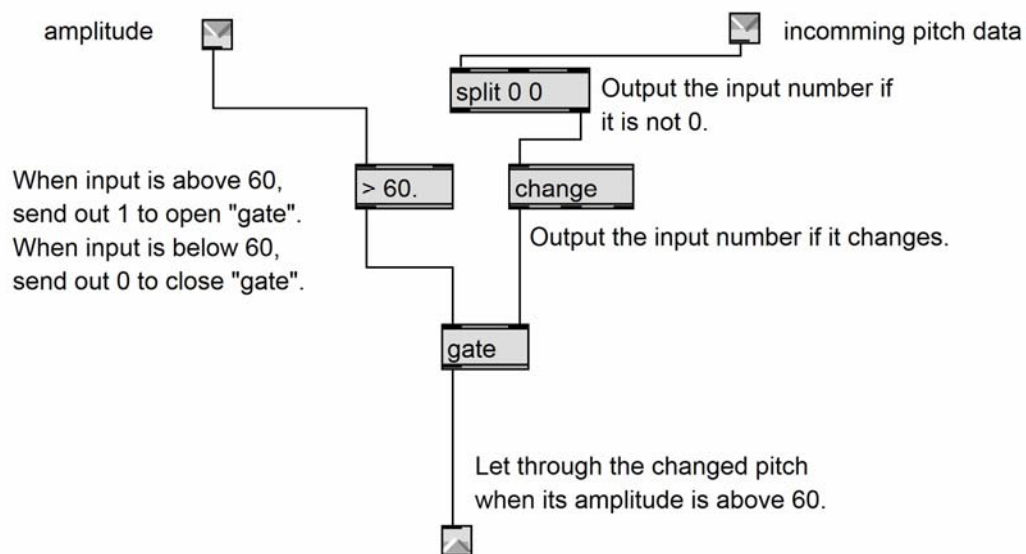 amplitude
incomming pitch data
split 0 0
Output the input number if
it is not 0.
When input is above 60,
send out 1 to open "gate".
When input is below 60,
send out 0 to close "gate".
> 60.
change
Output the input number if it changes.
gate
Let through the changed pitch
when its amplitude is above 60.